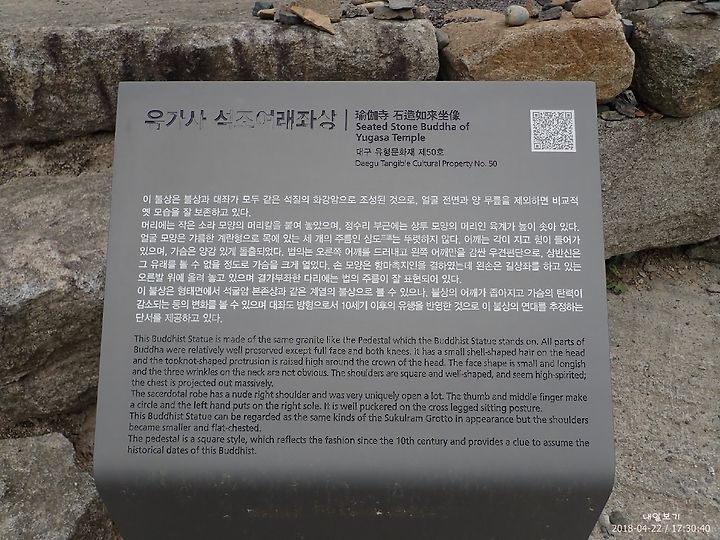 유가사 석조여래좌상
瑜伽寺 石造如來坐像
Seated Stone Buddha of
Yugasa Temple
대구 유형문화재 제50호
Daegu Tangible Cultural Property No. 50
이 불상은 불상과 대좌가 모두 같은 석질의 화강암으로 조성된 것으로, 얼굴 전면과 양 무릎을 제외하면 비교적
옛 모습을 잘 보존하고 있다.
머리에는 작은 소라 모양의 머리칼을 붙여 놓았으며, 정수리 부근에는 상투 모양의 머리인 육계가 높이 솟아 있다.
얼굴 모양은 갸름한 계란형으로 목에 있는 세 개의 주름인 삼도는 뚜렷하지 않다. 어깨는 각이 지고 힘이 들어가
있으며, 가슴은 양감 있게 돌출되었다. 법의는 오른쪽 어깨를 드러내고 왼쪽 어깨만을 감싼 우견편단으로, 상반신은
그 유래를 볼 수 없을 정도로 가슴을 크게 열었다. 손 모양은 항마촉지인을 결하였는데 왼손은 길상좌를 하고 있는
오른발 위에 올려 놓고 있으며 결가부좌한 다리에는 법의 주름이 잘 표현되어 있다.
이 불상은 형태면에서 석굴암 본존상과 같은 계열의 불상으로 볼 수 있으나, 불상의 어깨가 좁아지고 가슴의 탄력이
감소되는 등의 변화를 볼 수 있으며 대좌도 방형으로서 10세기 이후의 유행을 반영한 것으로 이 불상의 연대를 추정하는
단서를 제공하고 있다.
This Buddhist Statue is made of the same granite like the Pedestal which the Buddhist Statue stands on. All parts of
Buddha were relatively well preserved except full face and both knees. It has a small shell-shaped hair on the head
and the topknot-shaped protrusion is raised high around the crown of the head. The face shape is small and longish
and the three wrinkles on the neck are not obvious. The shoulders are square and well-shaped, and seem high-spirited;
the chest is projected out massively.
The sacerdotal robe has a nude right shoulder and was very uniquely open a lot. The thumb and middle finger make
a circle and the left hand puts on the right sole. It is well puckered on the cross legged sitting posture.
This Buddhist Statue can be regarded as the same kinds of the Sukulram Grotto in appearance but the shoulders
became smaller and flat-chested.
The pedestal is a square style, which reflects the fashion since the 10th century and provides a clue to assume the
historical dates of this Buddhist.
내일보기
2018-04-22 / 17:30:40